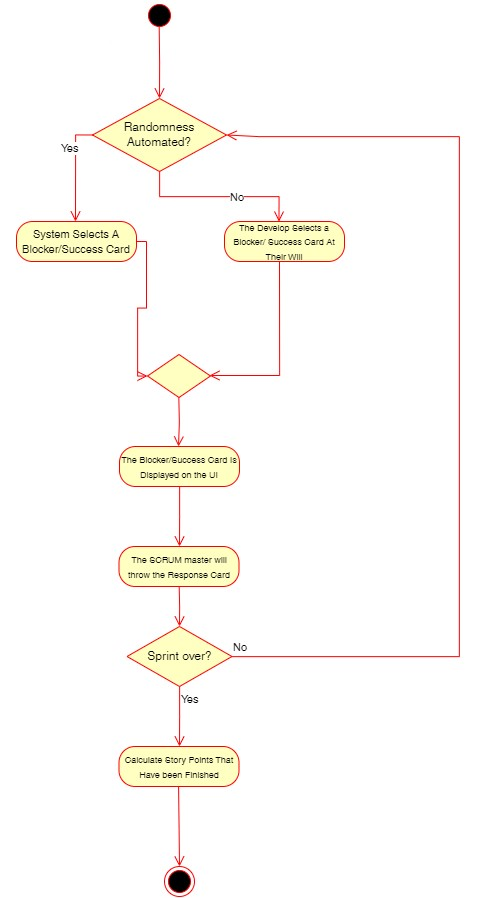 Randomness
Automated?
Yes
No
System Selects A
Blocker/Success Card
The Develop Selects a
Blocker/ Success Card At
Their Will
The Blocker/Success Card Is
Displayed on the UI
The SCRUM master will
throw the Response Card
Sprint over?
No
Yes
Calculate Story Points That
Have been Finished